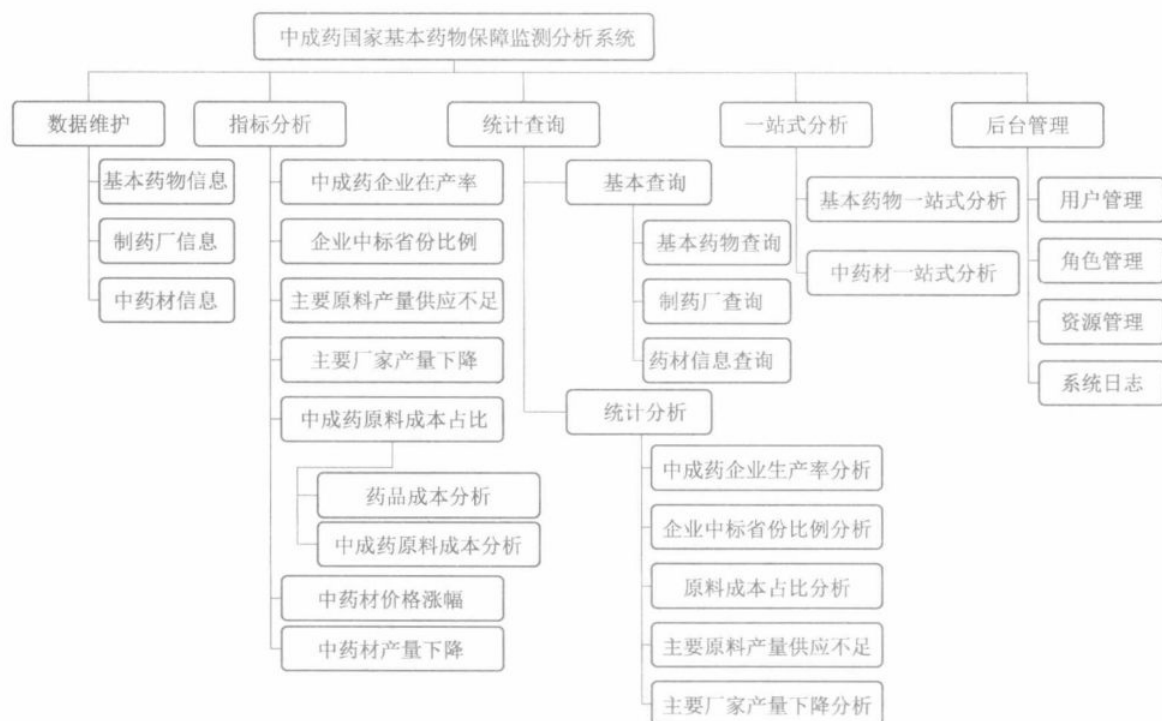 中成药国家基本药物保障监测分析系统
数据维护
基本药物信息
制药厂信息
中药材信息
指标分析
中成药企业在产率
企业中标省份比例
主要原料产量供应不足
主要厂家产量下降
中成药原料成本占比
药品成本分析
中成药原料成本分析
中药材价格涨幅
中药材产量下降
统计查询
基本查询
基本药物查询
制药厂查询
药材信息查询
统计分析
中成药企业生产率分析
企业中标省份比例分析
原料成本占比分析
主要原料产量供应不足
主要厂家产量下降分析
一站式分析
基本药物一站式分析
中药材一站式分析
后台管理
用户管理
角色管理
资源管理
系统日志